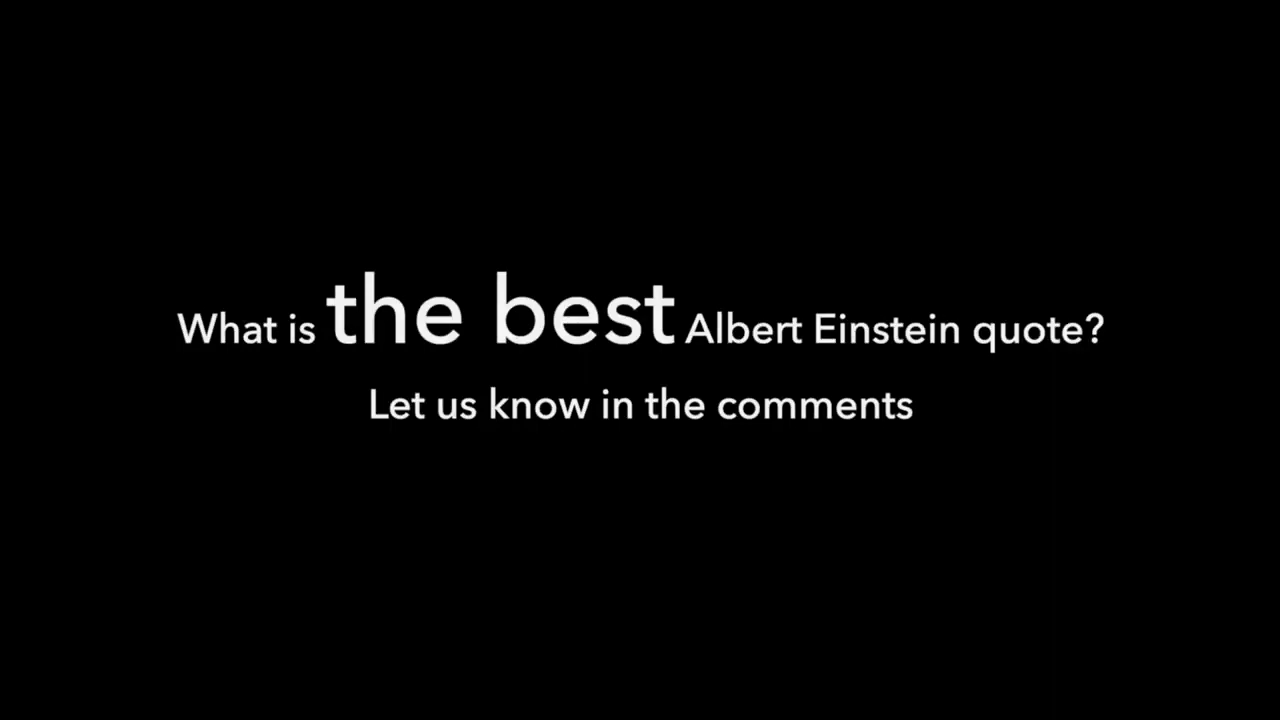 What is the best Albert Einstein quote?
Let us know in the comments